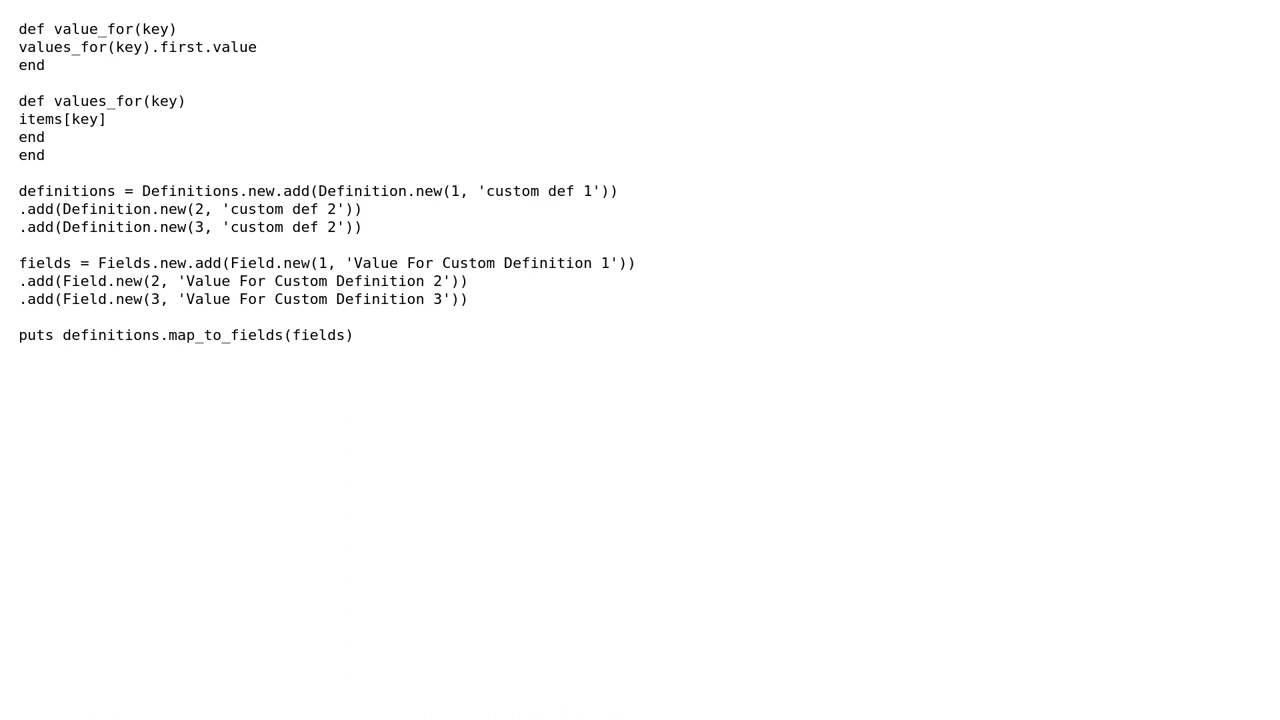 def value_for(key)
values_for(key).first.value
end

def values_for(key)
items[key]
end
end

definitions = Definitions.new.add(Definition.new(1, 'custom def 1'))
.add(Definition.new(2, 'custom def 2'))
.add(Definition.new(3, 'custom def 2'))

fields = Fields.new.add(Field.new(1, 'Value For Custom Definition 1'))
.add(Field.new(2, 'Value For Custom Definition 2'))
.add(Field.new(3, 'Value For Custom Definition 3'))

puts definitions.map_to_fields(fields)